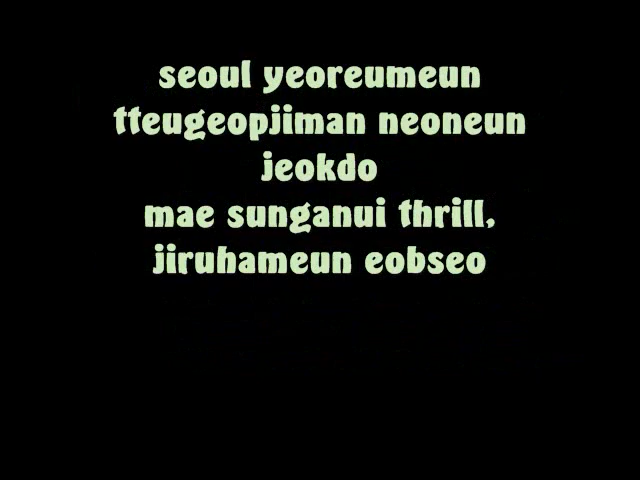 seoul yeoreumeun
tteugeopjiman neoneun
jeokdo
mae sunganui thrill,
jiruhameun eobseo